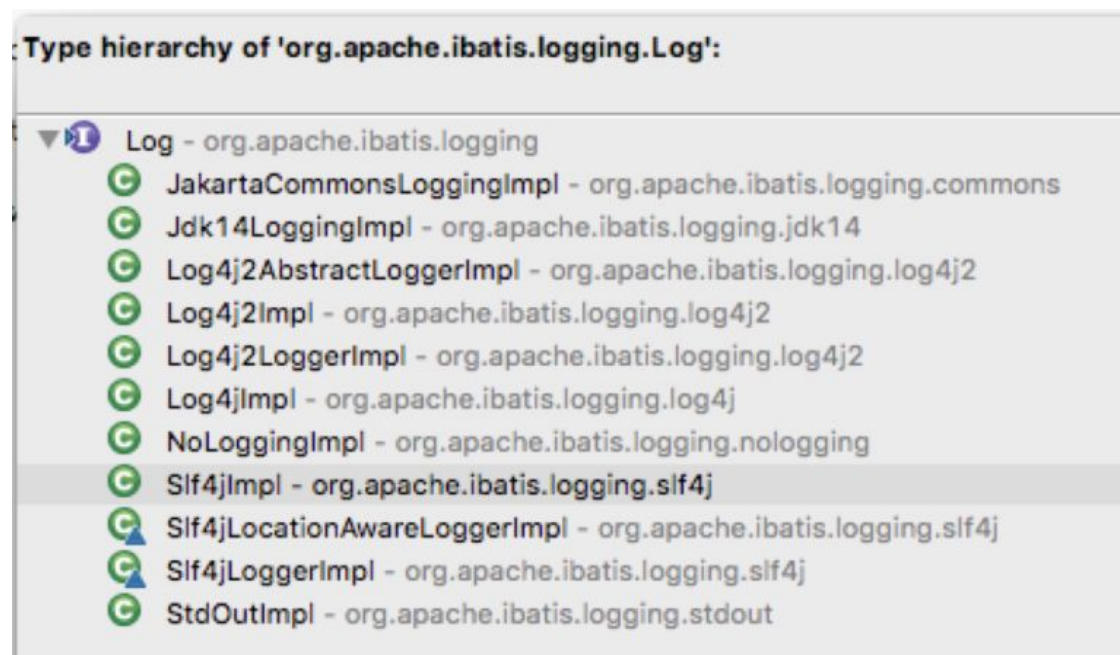 Type hierarchy of 'org.apache.ibatis.logging.Log':
Log - org.apache.ibatis.logging
JakartaCommonsLoggingImpl - org.apache.ibatis.logging.commons
Jdk14LoggingImpl - org.apache.ibatis.logging.jdk14
Log4j2AbstractLoggerImpl - org.apache.ibatis.logging.log4j2
Log4j2Impl - org.apache.ibatis.logging.log4j2
Log4j2LoggerImpl - org.apache.ibatis.logging.log4j2
Log4jImpl - org.apache.ibatis.logging.log4j
NoLoggingImpl - org.apache.ibatis.logging.nologging
Slf4jImpl - org.apache.ibatis.logging.slf4j
Slf4jLocationAwareLoggerImpl - org.apache.ibatis.logging.slf4j
Slf4jLoggerImpl - org.apache.ibatis.logging.slf4j
StdOutImpl - org.apache.ibatis.logging.stdout